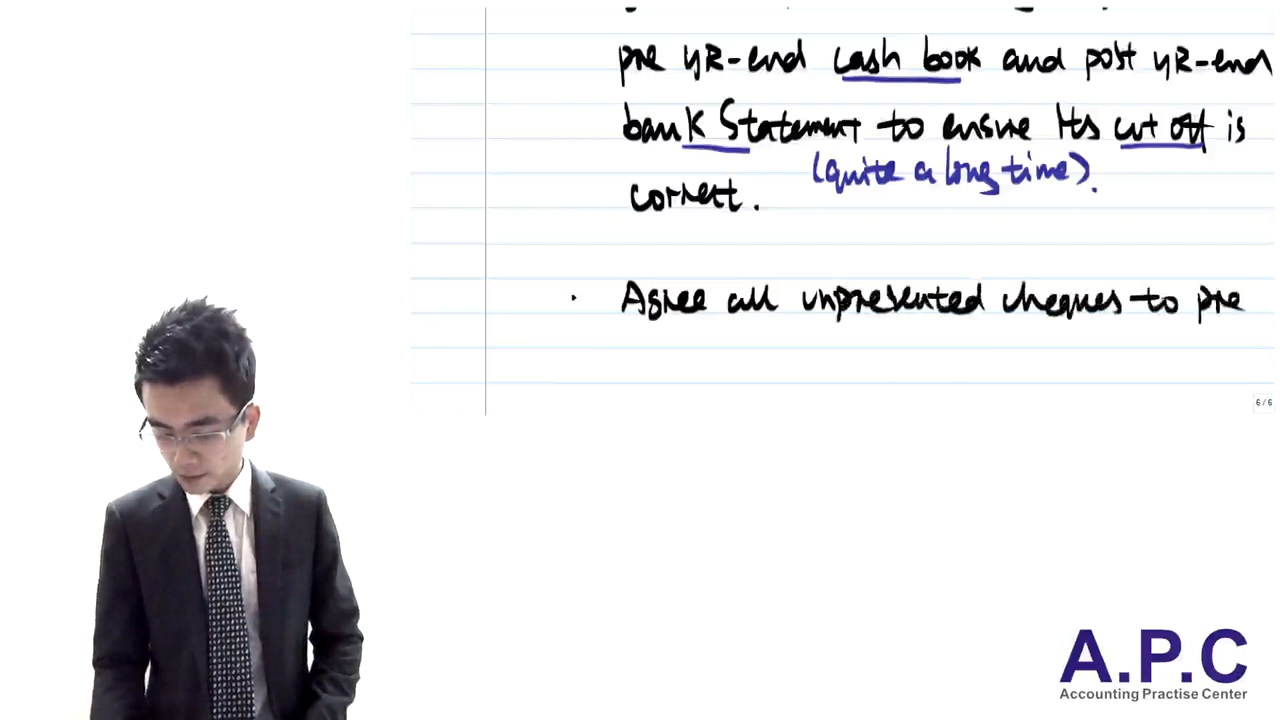 pre yR-end cash book and post yR-end
bank Statement to ensure its cut off is
(quite a long time).
correct.
· Agree all unpresented cheques to pre
6/6
A.P.C
Accounting Practise Center